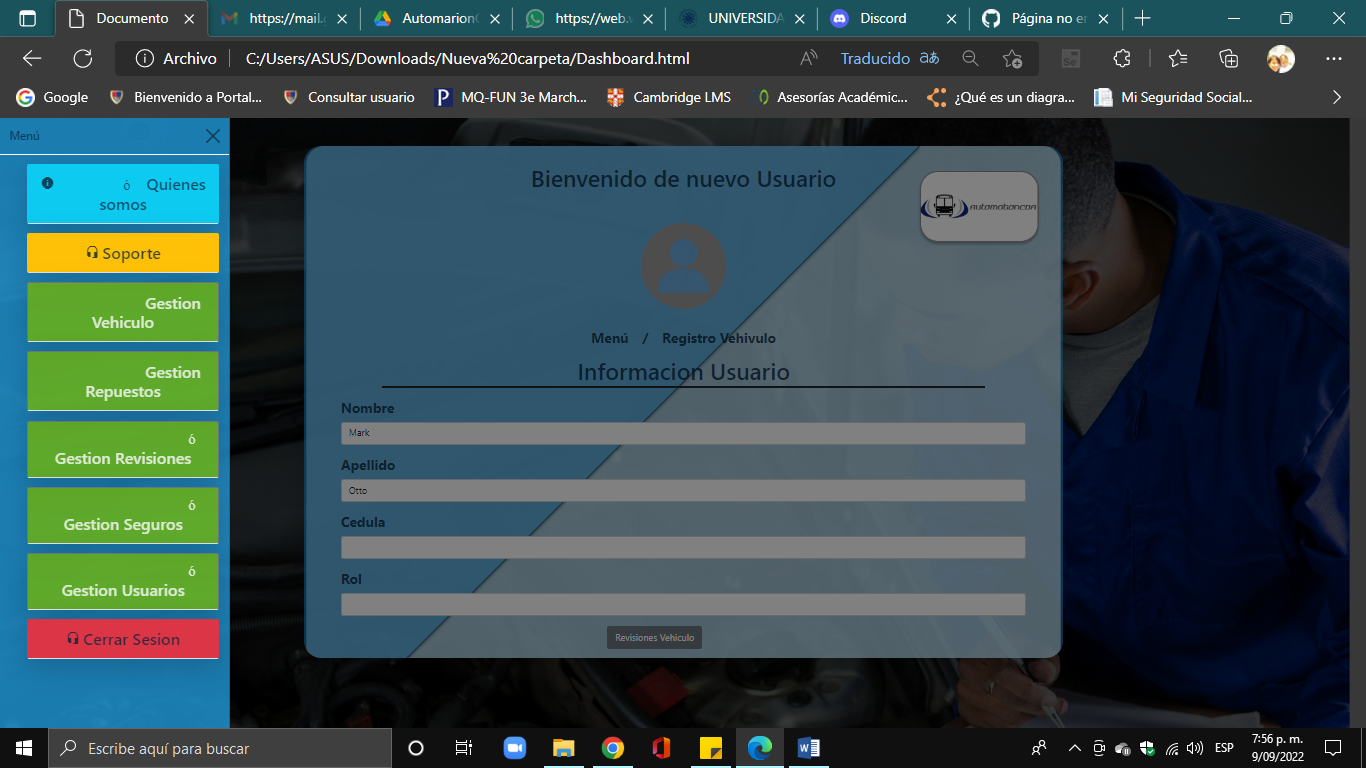 Documento
https://mail.g
Automarion
https://web.v
UNIVERSIDA
Discord
Página no en
Archivo
C:/Users/ASUS/Downloads/Nueva%20carpeta/Dashboard.html
Traducido
Google
Bienvenido a Portal...
Consultar usuario
MQ-FUN 3e March...
Cambridge LMS
Asesorías Académic...
¿Qué es un diagra...
Mi Seguridad Social...
Menú
ó Quienes
somos
Soporte
Gestion
Vehiculo
Gestion
Repuestos
ó
Gestion Revisiones
ó
Gestion Seguros
ó
Gestion Usuarios
Cerrar Sesion
Bienvenido de nuevo Usuario
AUTOMOTIONCDA
Menú / Registro Vehivulo
Informacion Usuario
Nombre
Mark
Apellido
Otto
Cedula
Rol
Revisiones Vehiculo
Escribe aquí para buscar
ESP
7:56 p. m.
9/09/2022